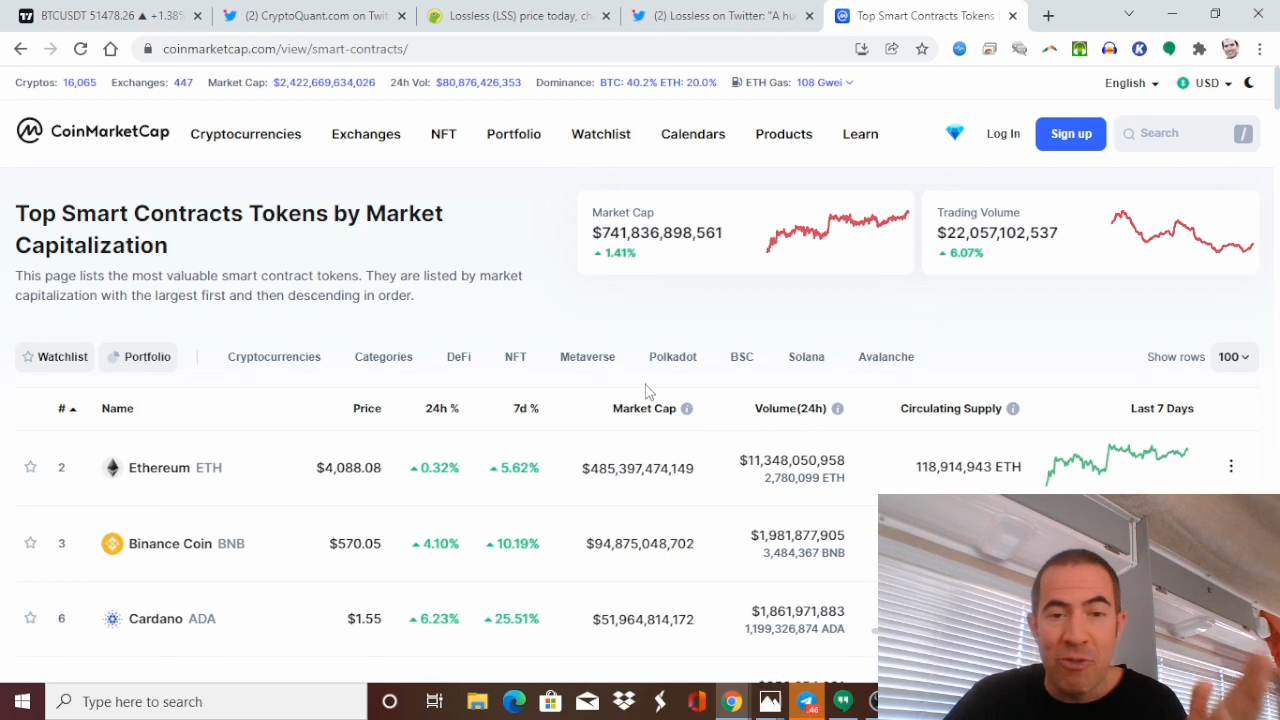 BTCUSDT 51478.26 ▲ +1.38%
(2) CryptoQuant.com on Twit
Lossless (LSS) price today, ch
(2) Lossless on Twitter: "A hu
Top Smart Contracts Tokens
coinmarketcap.com/view/smart-contracts/
Cryptos: 16,065 Exchanges: 447 Market Cap: $2,422,669,634,026 24h Vol: $80,876,426,353 Dominance: BTC: 40.2% ETH: 20.0% ETH Gas: 108 Gwei English USD
CoinMarketCap Cryptocurrencies Exchanges NFT Portfolio Watchlist Calendars Products Learn Log In Sign up Search /
Top Smart Contracts Tokens by Market
Capitalization
This page lists the most valuable smart contract tokens. They are listed by market
capitalization with the largest first and then descending in order.
Market Cap
$741,836,898,561
1.41%
Trading Volume
$22,057,102,537
6.07%
Watchlist Portfolio Cryptocurrencies Categories DeFi NFT Metaverse Polkadot BSC Solana Avalanche Show rows 100
# Name Price 24h % 7d % Market Cap Volume(24h) Circulating Supply Last 7 Days
2 Ethereum ETH $4,088.08 0.32% 5.62% $485,397,474,149 $11,348,050,958 118,914,943 ETH
2,780,099 ETH
3 Binance Coin BNB $570.05 4.10% 10.19% $94,875,048,702 $1,981,877,905
3,484,367 BNB
6 Cardano ADA $1.55 6.23% 25.51% $51,964,814,172 $1,861,971,883
1,199,326,874 ADA
Type here to search
46